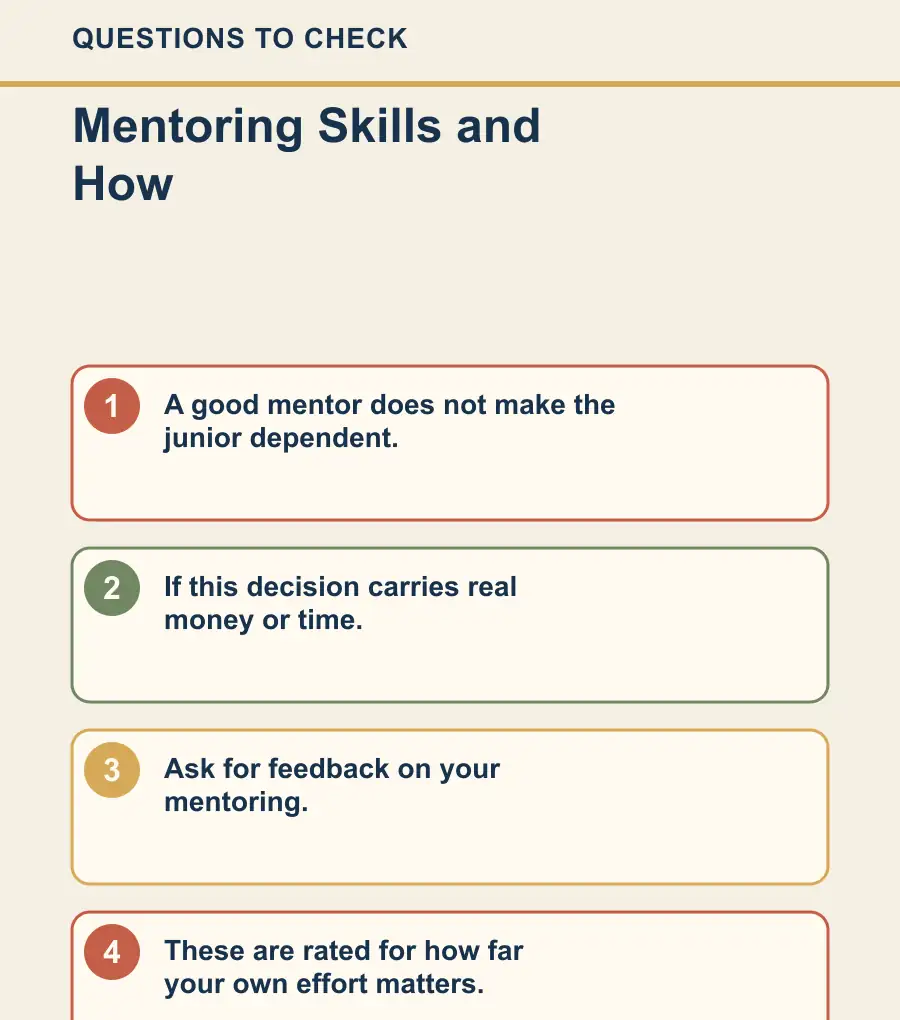 QUESTIONS TO CHECK
Mentoring Skills and
How
1
A good mentor does not make the
junior dependent.
2
If this decision carries real
money or time.
3
Ask for feedback on your
mentoring.
4
These are rated for how far
your own effort matters.